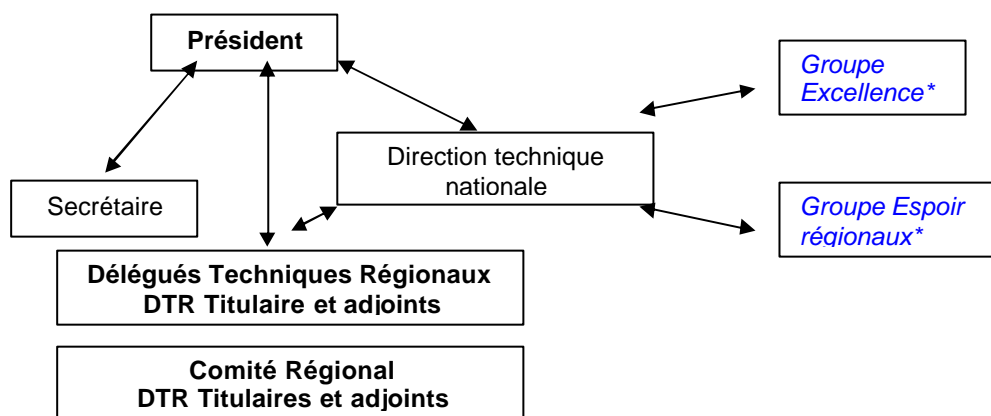 Président
Groupe
Excellence*
Direction technique
nationale
Secrétaire
Groupe Espoir
régionaux*
Délégués Techniques Régionaux
DTR Titulaire et adjoints
Comité Régional
DTR Titulaires et adjoints